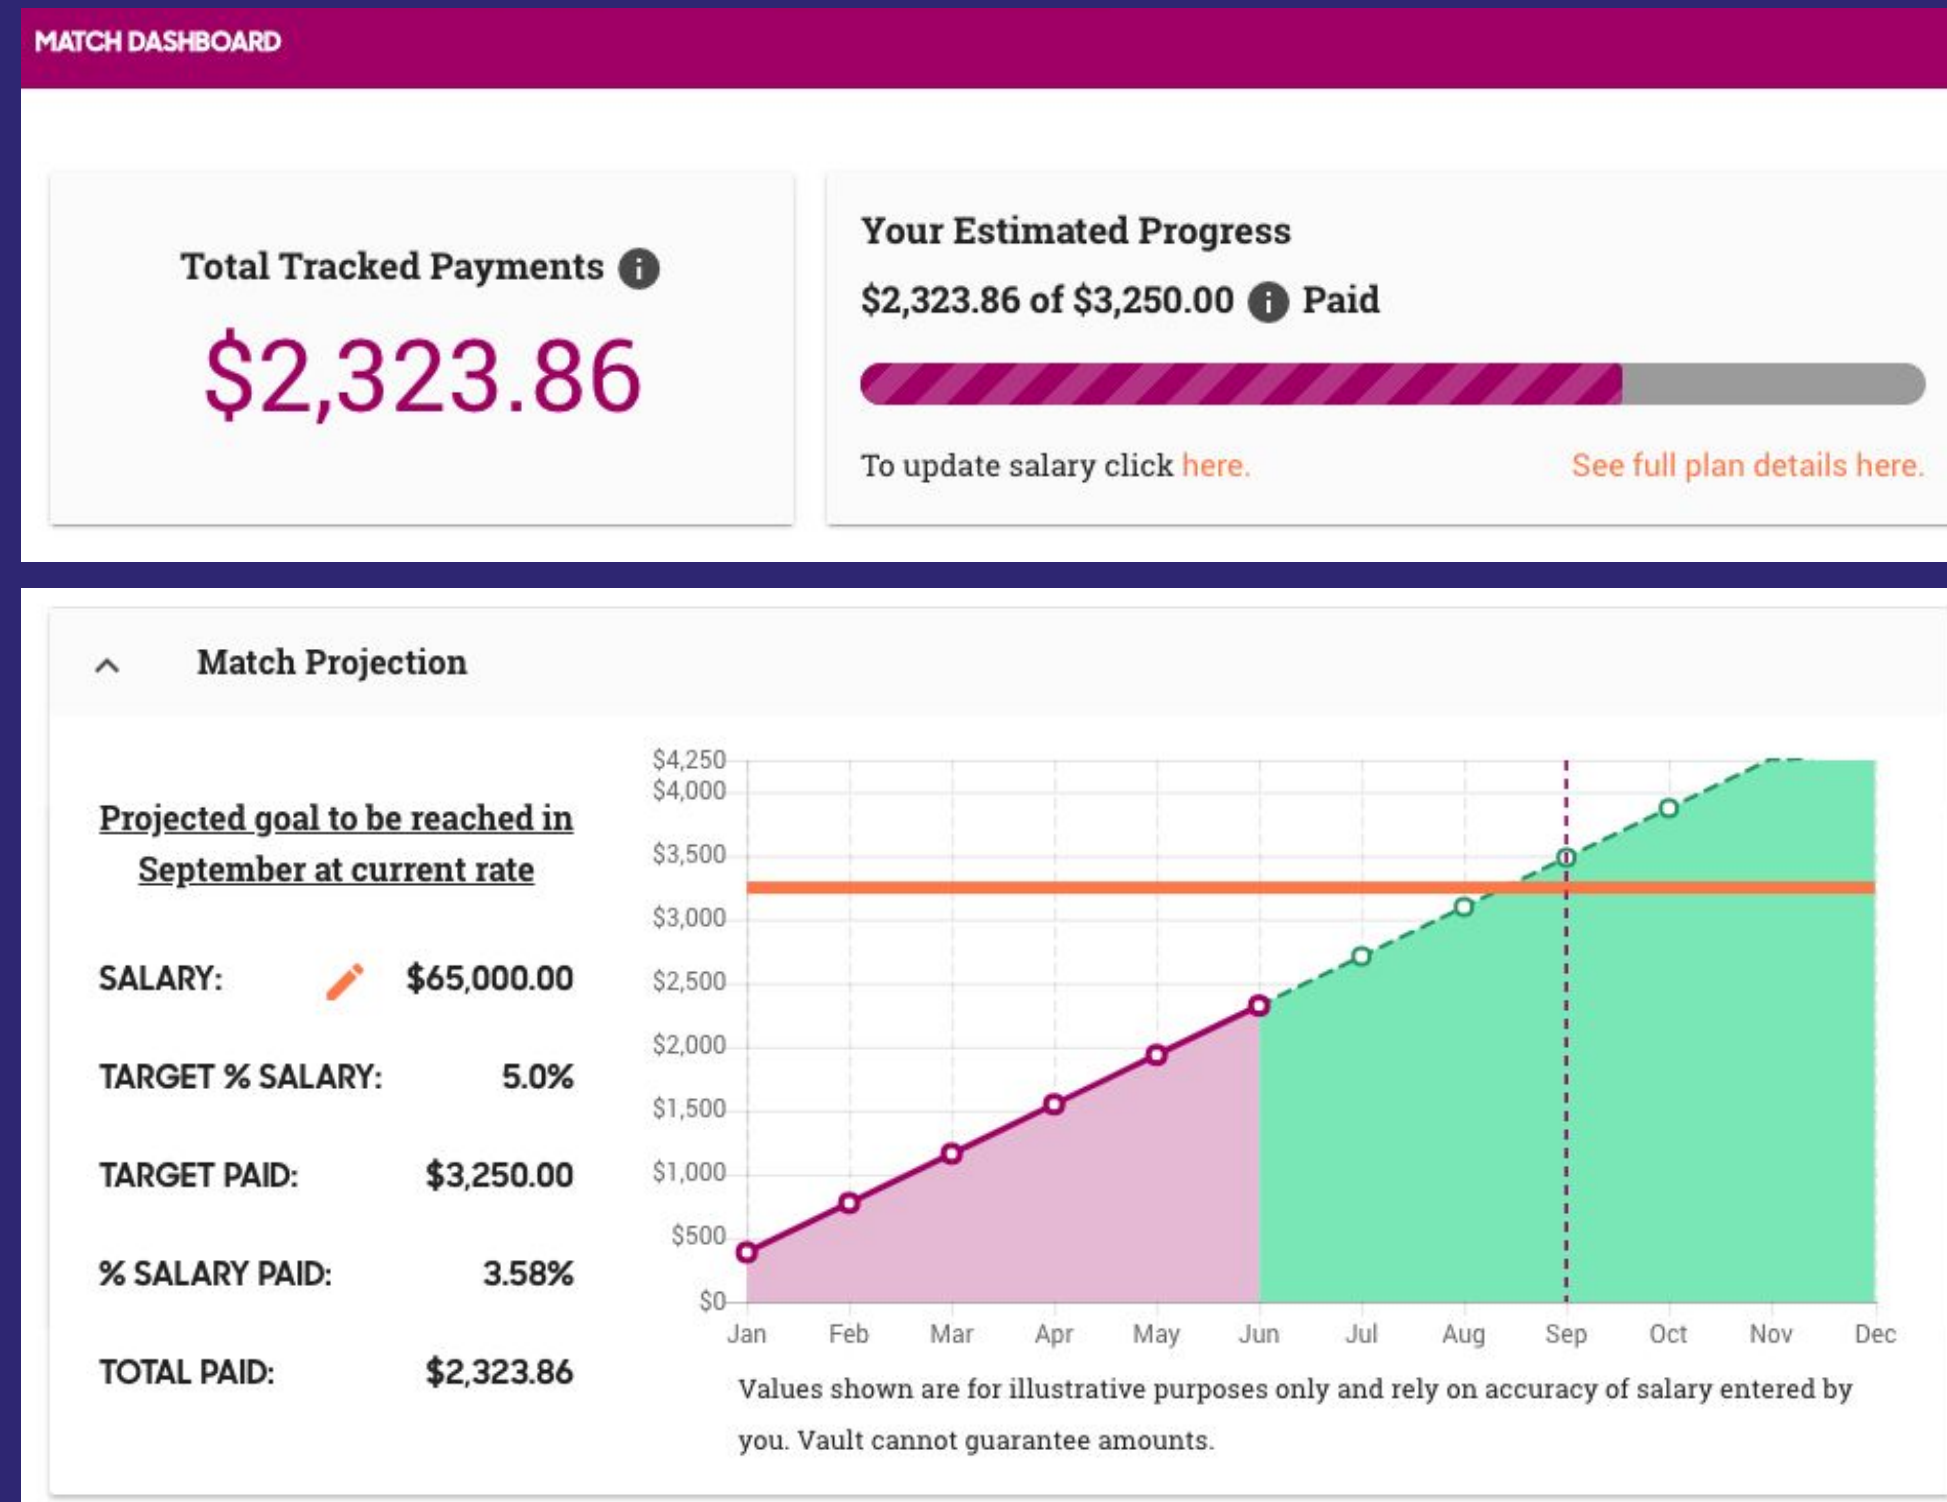 MATCH DASHBOARD
Total Tracked Payments
$2,323.86
Your Estimated Progress
$2,323.86 of $3,250.00 Paid
To update salary click here.
See full plan details here.
Match Projection
Projected goal to be reached in
September at current rate
SALARY: $65,000.00
TARGET % SALARY: 5.0%
TARGET PAID: $3,250.00
% SALARY PAID: 3.58%
TOTAL PAID: $2,323.86
$4,250
$4,000
$3,500
$3,000
$2,500
$2,000
$1,500
$1,000
$500
$0
Jan Feb Mar Apr May Jun Jul Aug Sep Oct Nov Dec
Values shown are for illustrative purposes only and rely on accuracy of salary entered by
you. Vault cannot guarantee amounts.